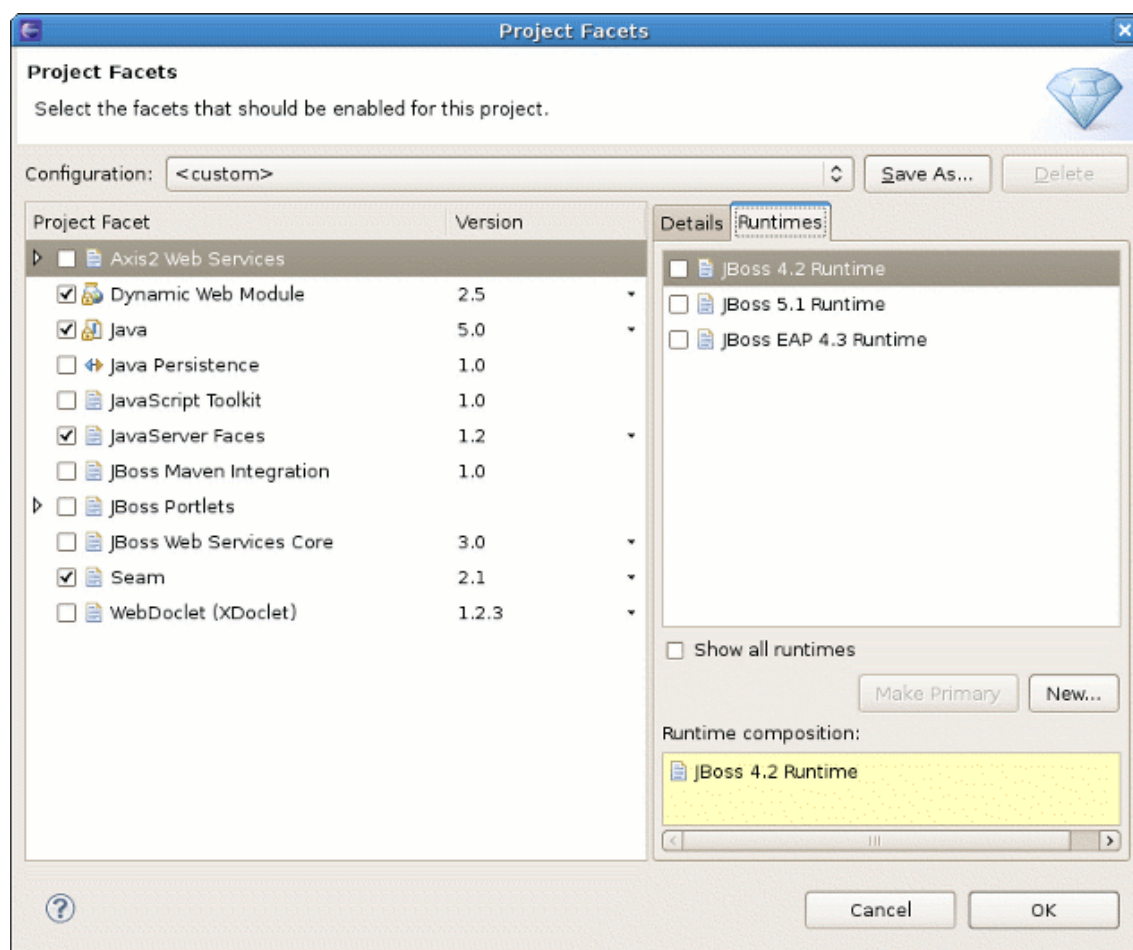 Project Facets
Project Facets
Select the facets that should be enabled for this project.
Configuration: <custom> Save As... Delete
Project Facet Version
Axis2 Web Services
Dynamic Web Module 2.5
Java 5.0
Java Persistence 1.0
JavaScript Toolkit 1.0
JavaServer Faces 1.2
JBoss Maven Integration 1.0
JBoss Portlets
JBoss Web Services Core 3.0
Seam 2.1
WebDoclet (XDoclet) 1.2.3
Details Runtimes
JBoss 4.2 Runtime
JBoss 5.1 Runtime
JBoss EAP 4.3 Runtime
Show all runtimes
Make Primary New...
Runtime composition:
JBoss 4.2 Runtime
Cancel OK